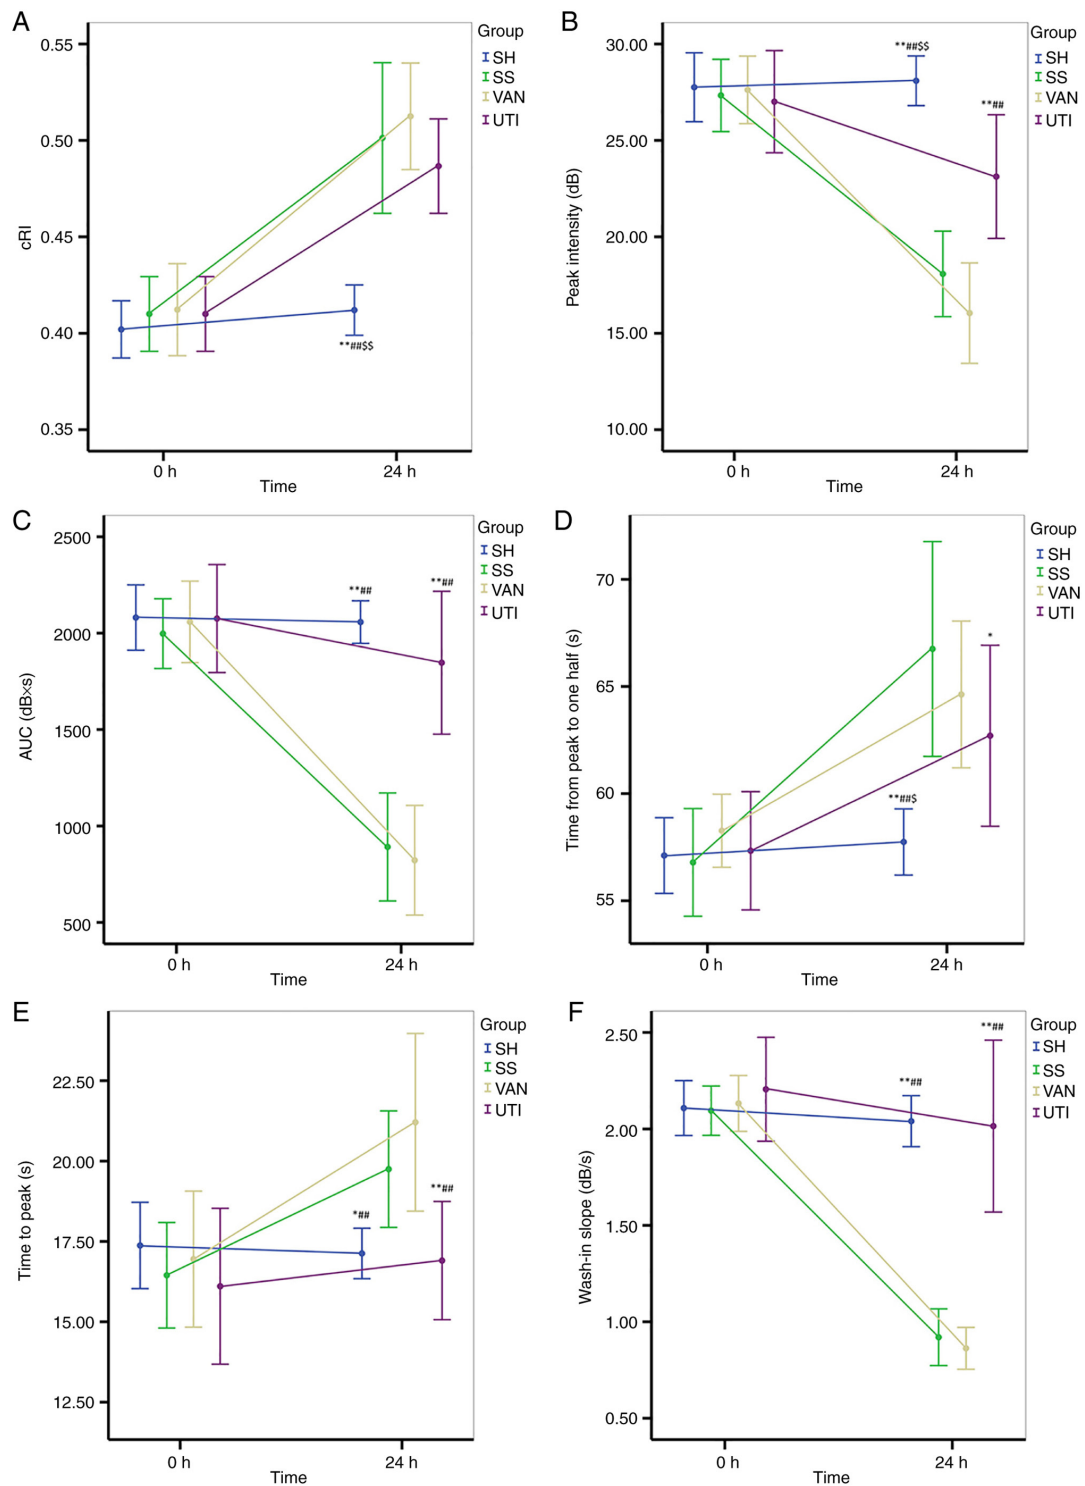 A
Group
SH
SS
VAN
UTI
0.55
0.50
0.45
0.40
0.35
cRI
**##$$
0 h
24 h
Time
B
Group
SH
SS
VAN
UTI
30.00
25.00
20.00
15.00
10.00
Peak intensity (dB)
**##$$
**##
0 h
24 h
Time
C
Group
SH
SS
VAN
UTI
2500
2000
1500
1000
500
AUC (dB×s)
**##
**##
0 h
24 h
Time
D
Group
SH
SS
VAN
UTI
70
65
60
55
Time from peak to one half (s)
**##$
*
0 h
24 h
Time
E
Group
SH
SS
VAN
UTI
22.50
20.00
17.50
15.00
12.50
Time to peak (s)
*##
**##
0 h
24 h
Time
F
Group
SH
SS
VAN
UTI
2.50
2.00
1.50
1.00
0.50
Wash-in slope (dB/s)
**##
**##
0 h
24 h
Time